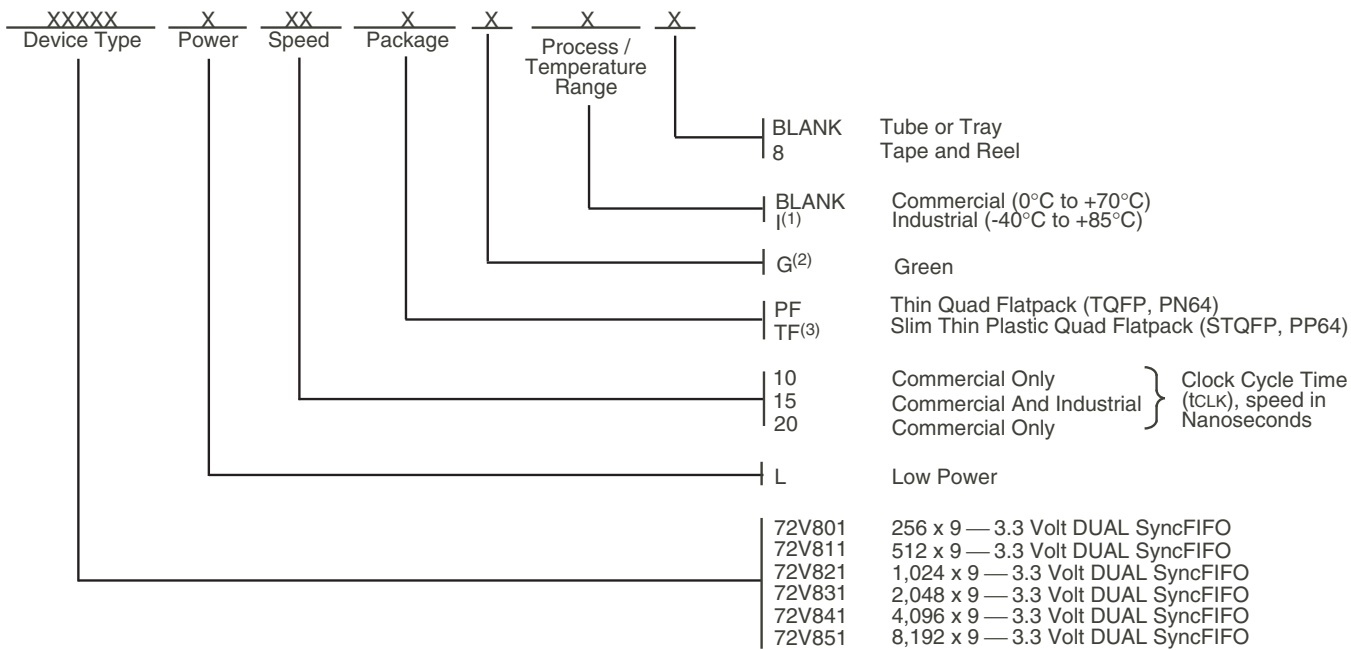 XXXXX X XX X X X X
Device Type Power Speed Package Process /
Temperature
Range
BLANK Tube or Tray
8 Tape and Reel
BLANK Commercial (0°C to +70°C)
I(1) Industrial (-40°C to +85°C)
G(2) Green
PF Thin Quad Flatpack (TQFP, PN64)
TF(3) Slim Thin Plastic Quad Flatpack (STQFP, PP64)
10 Commercial Only
15 Commercial And Industrial
20 Commercial Only
Clock Cycle Time
(tCLK), speed in
Nanoseconds
L Low Power
72V801 256 x 9 — 3.3 Volt DUAL SyncFIFO
72V811 512 x 9 — 3.3 Volt DUAL SyncFIFO
72V821 1,024 x 9 — 3.3 Volt DUAL SyncFIFO
72V831 2,048 x 9 — 3.3 Volt DUAL SyncFIFO
72V841 4,096 x 9 — 3.3 Volt DUAL SyncFIFO
72V851 8,192 x 9 — 3.3 Volt DUAL SyncFIFO